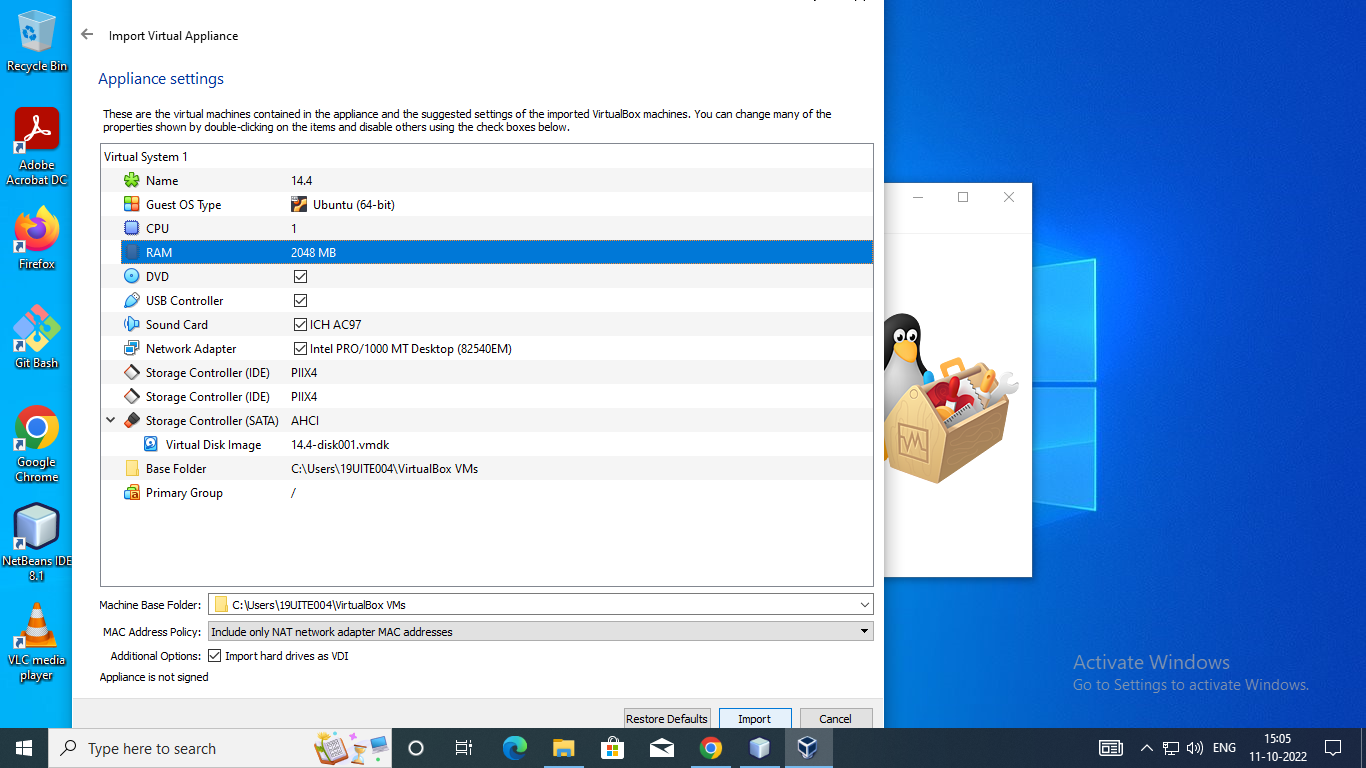 Recycle Bin
Adobe
Acrobat DC
Firefox
Git Bash
Google
Chrome
NetBeans IDE
8.1
VLC media
player
Import Virtual Appliance
Appliance settings
These are the virtual machines contained in the appliance and the suggested settings of the imported VirtualBox machines. You can change many of the
properties shown by double-clicking on the items and disable others using the check boxes below.
Virtual System 1
Name 14.4
Guest OS Type Ubuntu (64-bit)
CPU 1
RAM 2048 MB
DVD
USB Controller
Sound Card ICH AC97
Network Adapter Intel PRO/1000 MT Desktop (82540EM)
Storage Controller (IDE) PIIX4
Storage Controller (IDE) PIIX4
Storage Controller (SATA) AHCI
Virtual Disk Image 14.4-disk001.vmdk
Base Folder C:\Users\19UITE004\VirtualBox VMs
Primary Group /
Machine Base Folder: C:\Users\19UITE004\VirtualBox VMs
MAC Address Policy: Include only NAT network adapter MAC addresses
Additional Options: Import hard drives as VDI
Appliance is not signed
Restore Defaults Import Cancel
Activate Windows
Go to Settings to activate Windows.
Type here to search
ENG
15:05
11-10-2022